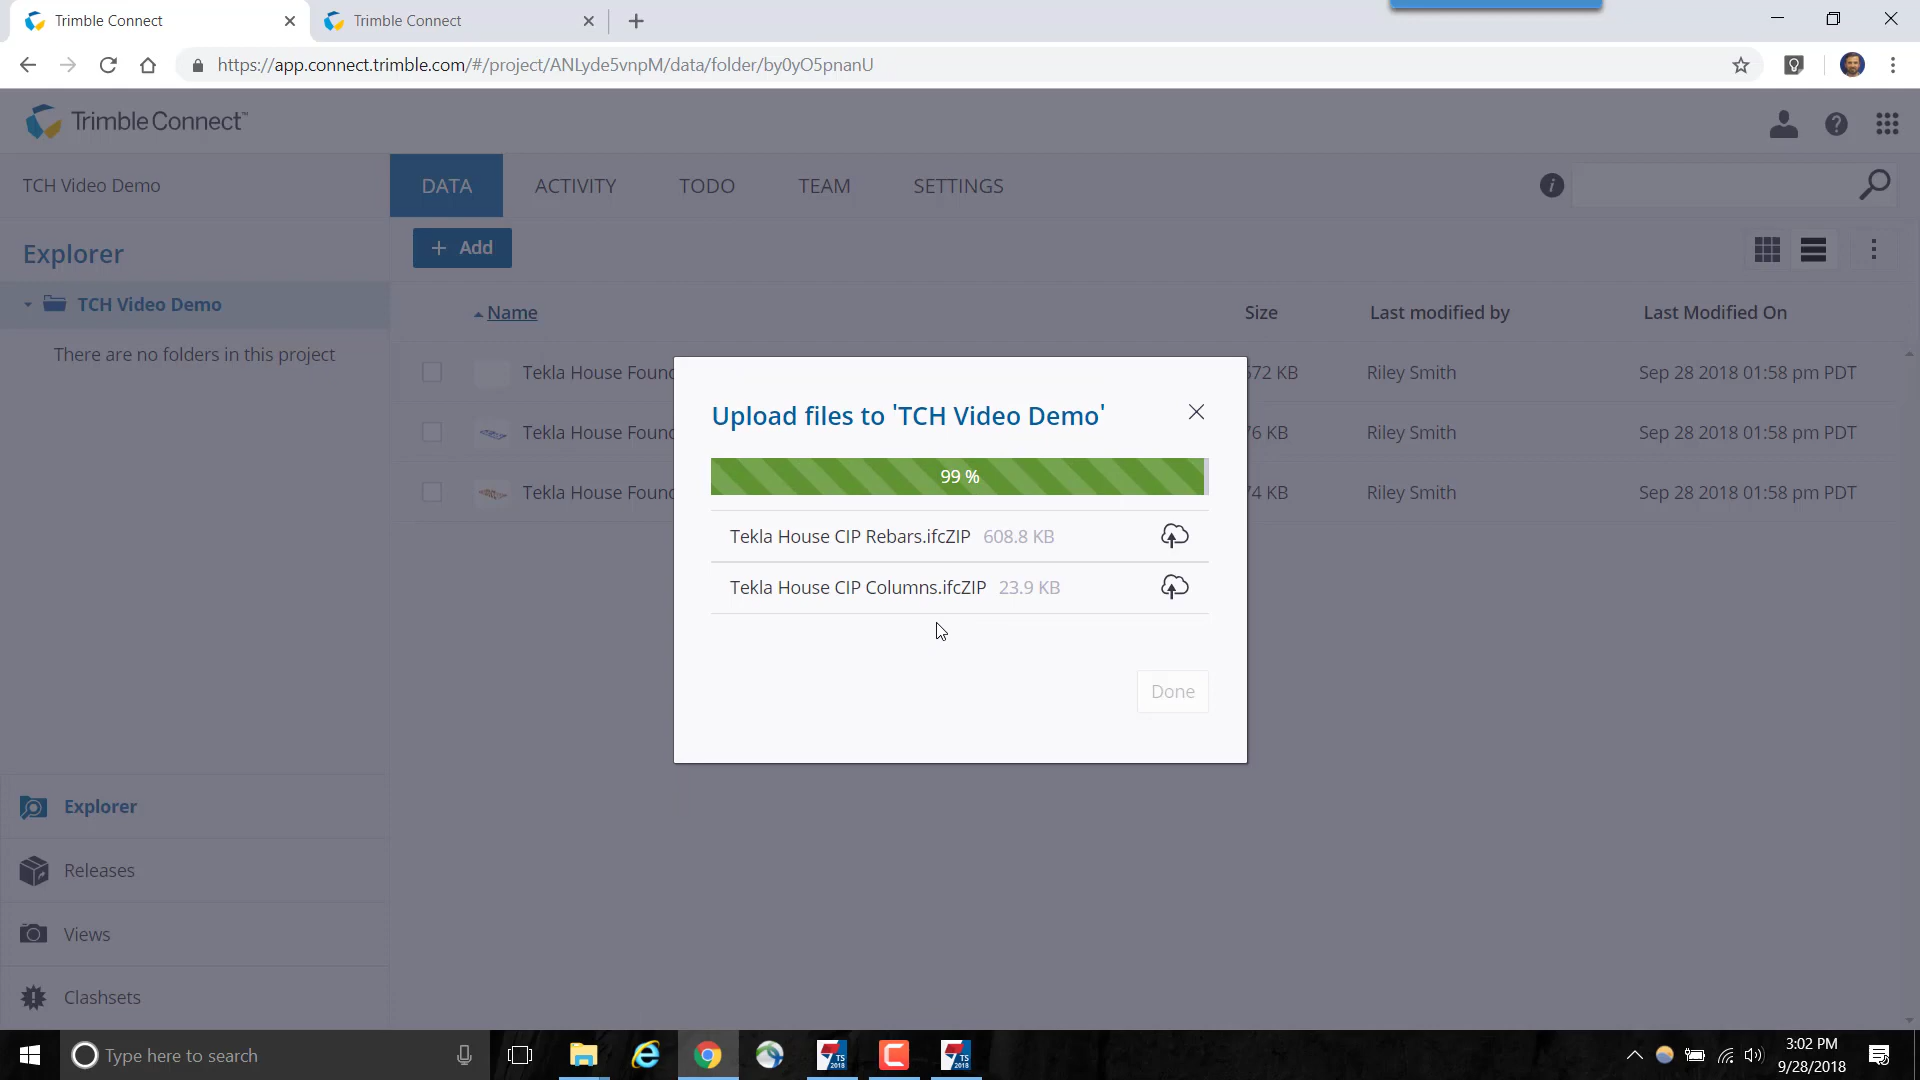 Trimble Connect
Trimble Connect
https://app.connect.trimble.com/#/project/ANLyde5vnpM/data/folder/by0yO5pnanU
Trimble Connect™
TCH Video Demo
DATA
ACTIVITY
TODO
TEAM
SETTINGS
Explorer
+ Add
TCH Video Demo
There are no folders in this project
Name
Size
Last modified by
Last Modified On
Tekla House Found
572 KB
Riley Smith
Sep 28 2018 01:58 pm PDT
Tekla House Found
76 KB
Riley Smith
Sep 28 2018 01:58 pm PDT
Tekla House Found
74 KB
Riley Smith
Sep 28 2018 01:58 pm PDT
Upload files to 'TCH Video Demo'
99 %
Tekla House CIP Rebars.ifcZIP 608.8 KB
Tekla House CIP Columns.ifcZIP 23.9 KB
Done
Explorer
Releases
Views
Clashsets
Type here to search
TS
2018
TS
2018
3:02 PM
9/28/2018